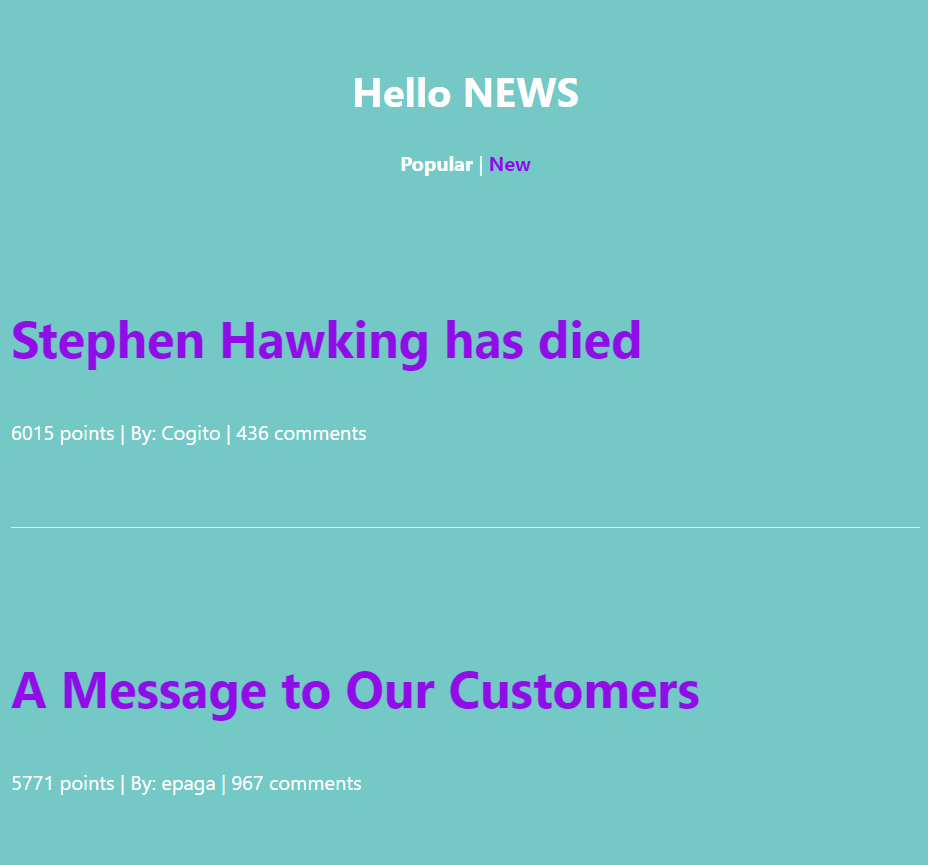 Hello NEWS
Popular | New
Stephen Hawking has died
6015 points | By: Cogito | 436 comments
A Message to Our Customers
5771 points | By: epaga | 967 comments